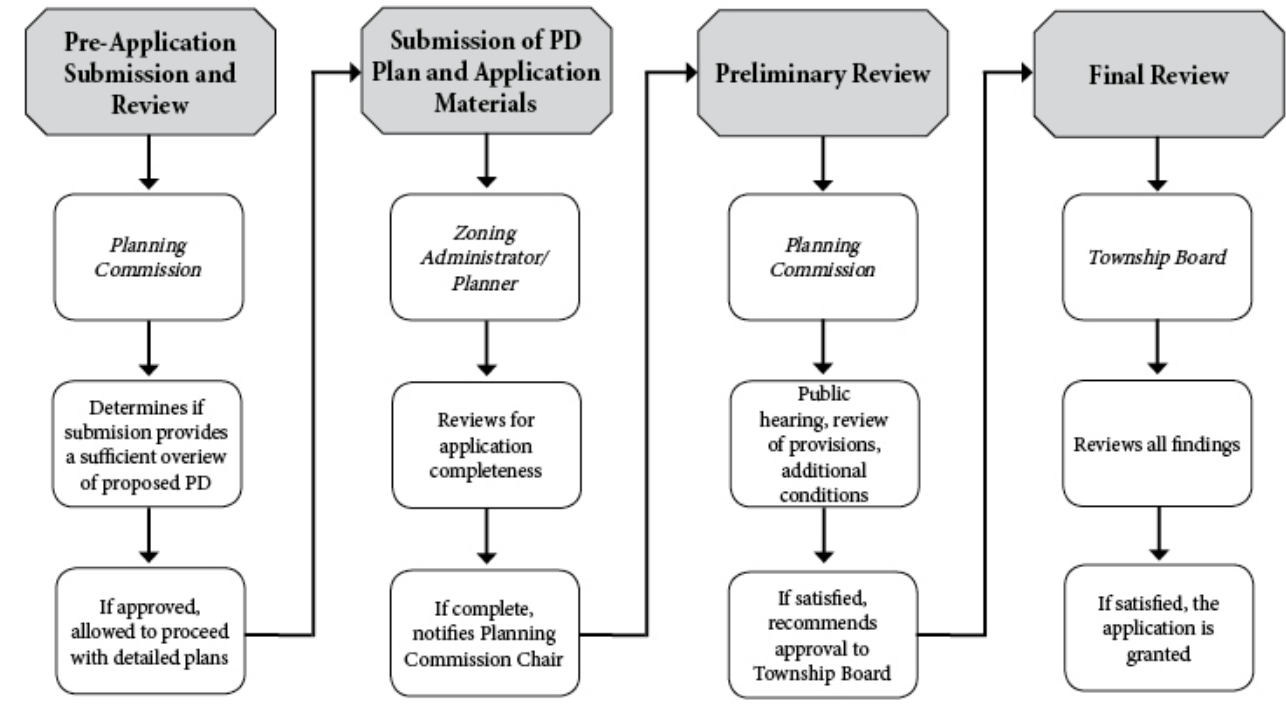 Pre-Application
Submission and
Review
Planning
Commission
Determines if
submision provides
a sufficient overiew
of proposed PD
If approved,
allowed to proceed
with detailed plans
Submission of PD
Plan and Application
Materials
Zoning
Administrator/
Planner
Reviews for
application
completeness
If complete,
notifies Planning
Commission Chair
Preliminary Review
Planning
Commission
Public
hearing, review
of provisions,
additional
conditions
If satisfied,
recommends
approval to
Township Board
Final Review
Township Board
Reviews all findings
If satisfied, the
application is
granted